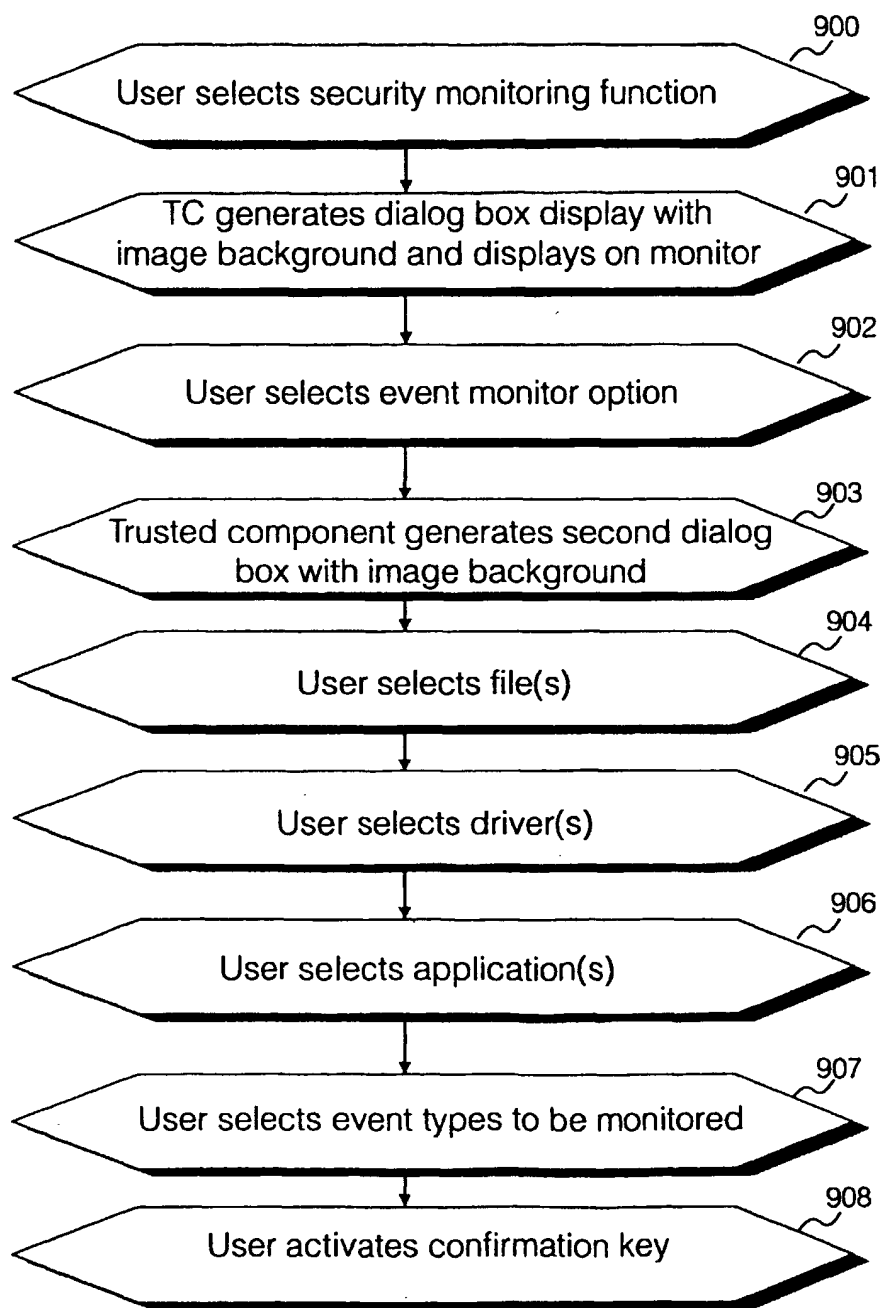 900
User selects security monitoring function
901
TC generates dialog box display with
image background and displays on monitor
902
User selects event monitor option
903
Trusted component generates second dialog
box with image background
904
User selects file(s)
905
User selects driver(s)
906
User selects application(s)
907
User selects event types to be monitored
908
User activates confirmation key